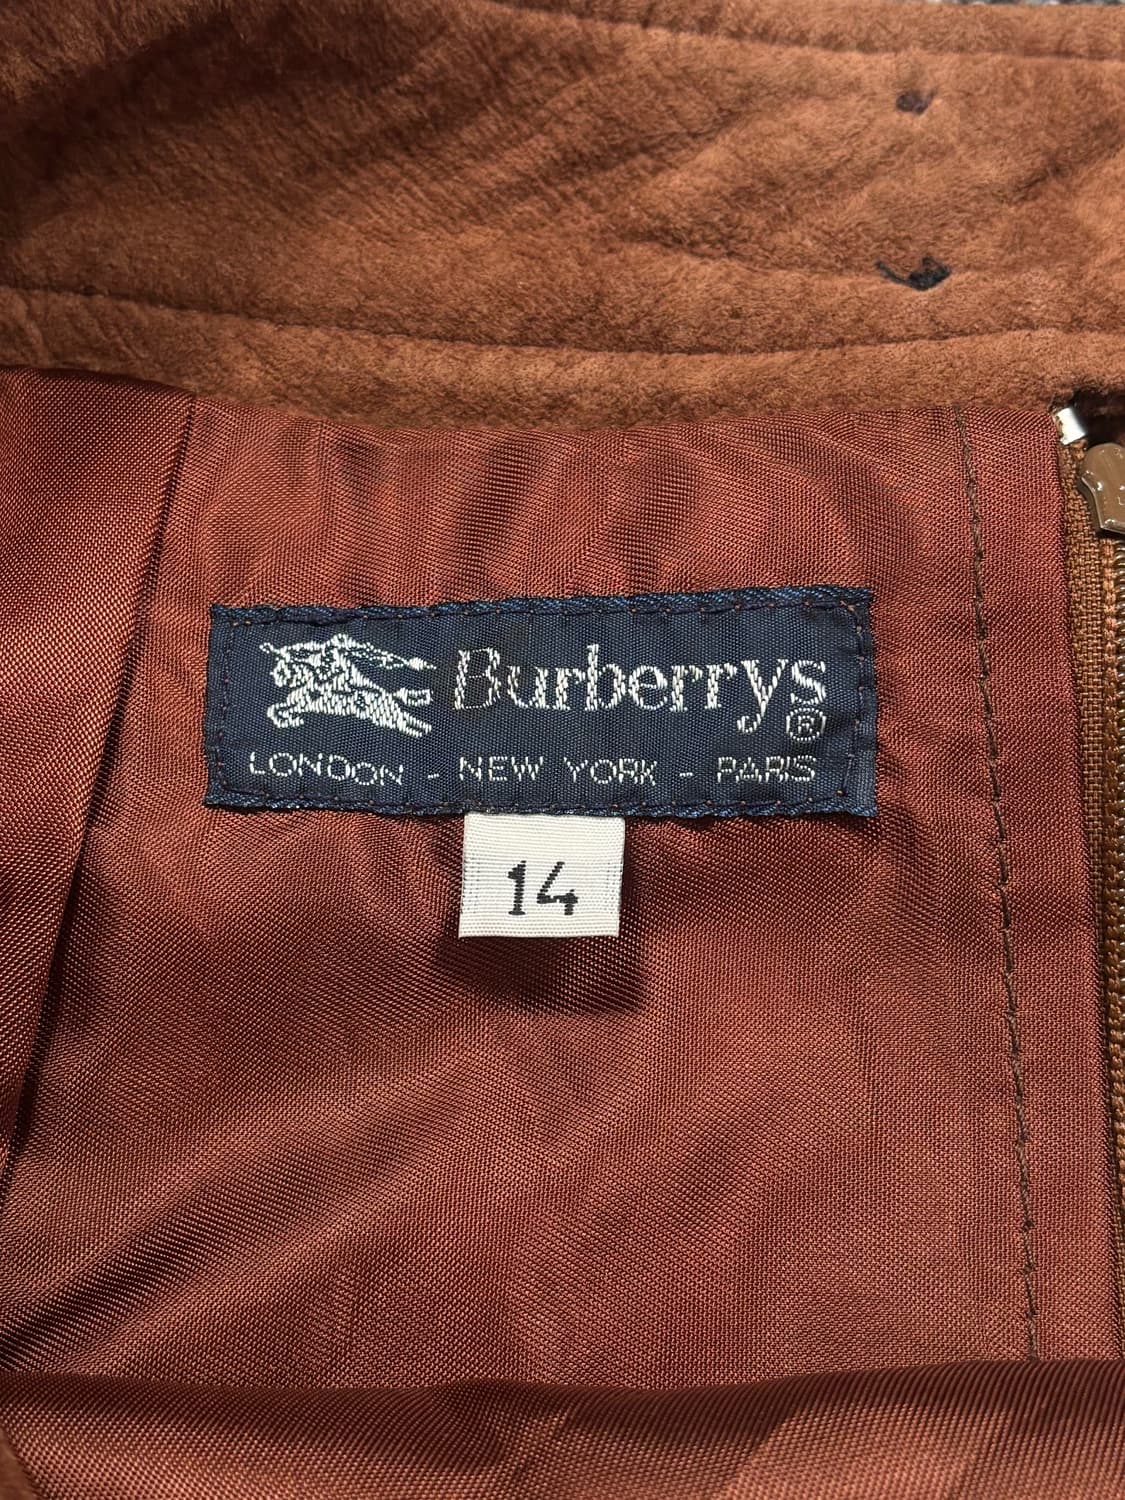 Burberrys®
LONDON - NEW YORK - PARIS
14